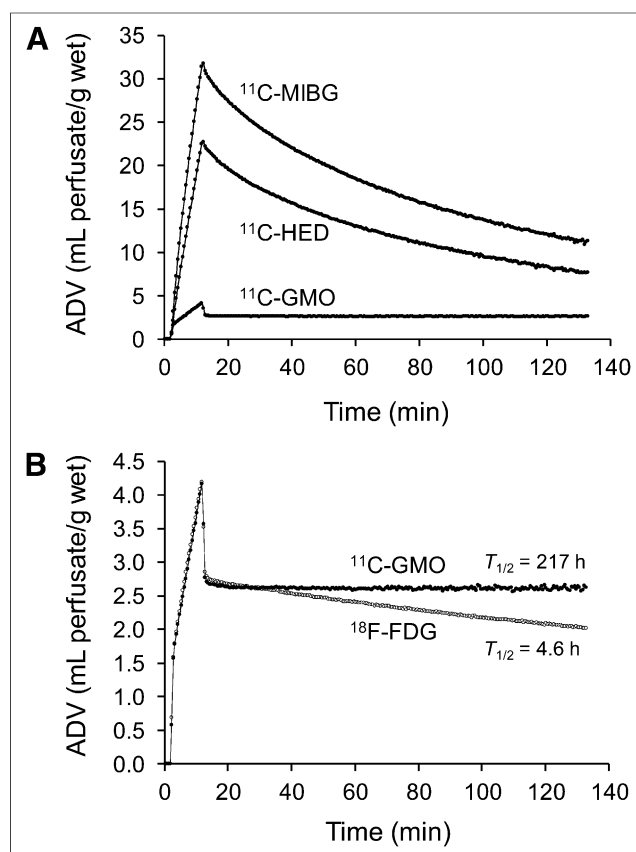 A
ADV (mL perfusate/g wet)
35
30
25
20
15
10
5
0
¹¹C-MIBG
¹¹C-HED
¹¹C-GMO
0 20 40 60 80 100 120 140
Time (min)
B
ADV (mL perfusate/g wet)
4.5
4.0
3.5
3.0
2.5
2.0
1.5
1.0
0.5
0.0
¹¹C-GMO T₁/₂ = 217 h
¹⁸F-FDG T₁/₂ = 4.6 h
0 20 40 60 80 100 120 140
Time (min)